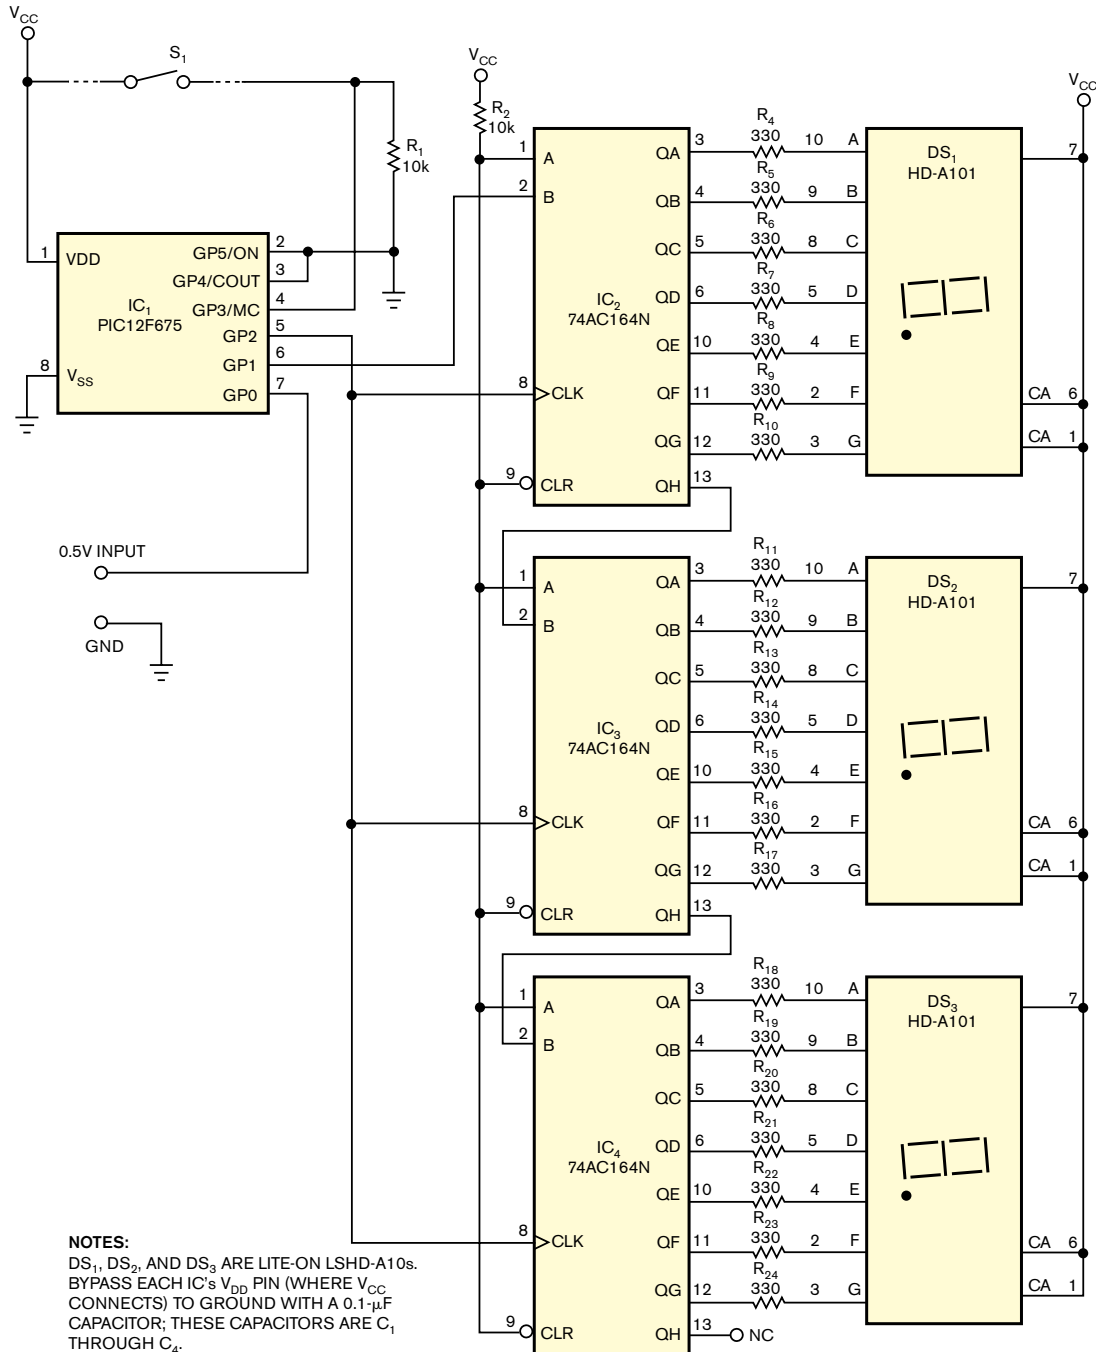 VCC
S1
R1
10k
1
VDD
IC1
PIC12F675
8
VSS
GP5/ON
2
GP4/COUT
3
GP3/MC
4
GP2
5
GP1
6
GP0
7
0.5V INPUT
GND
VCC
R2
10k
1
A
2
B
IC2
74AC164N
8
CLK
9
CLR
QA
3
QB
4
QC
5
QD
6
QE
10
QF
11
QG
12
QH
13
R4
330
10 A
R5
330
9 B
R6
330
8 C
R7
330
5 D
R8
330
4 E
R9
330
2 F
R10
330
3 G
DS1
HD-A101
VCC
7
CA 6
CA 1
1
A
2
B
IC3
74AC164N
8
CLK
9
CLR
QA
3
QB
4
QC
5
QD
6
QE
10
QF
11
QG
12
QH
13
R11
330
10 A
R12
330
9 B
R13
330
8 C
R14
330
5 D
R15
330
4 E
R16
330
2 F
R17
330
3 G
DS2
HD-A101
7
CA 6
CA 1
1
A
2
B
IC4
74AC164N
8
CLK
9
CLR
QA
3
QB
4
QC
5
QD
6
QE
10
QF
11
QG
12
QH
13
NC
R18
330
10 A
R19
330
9 B
R20
330
8 C
R21
330
5 D
R22
330
4 E
R23
330
2 F
R24
330
3 G
DS3
HD-A101
7
CA 6
CA 1
NOTES:
DS1, DS2, AND DS3 ARE LITE-ON LSHD-A10s.
BYPASS EACH IC's VDD PIN (WHERE VCC
CONNECTS) TO GROUND WITH A 0.1-μF
CAPACITOR; THESE CAPACITORS ARE C1
THROUGH C4.